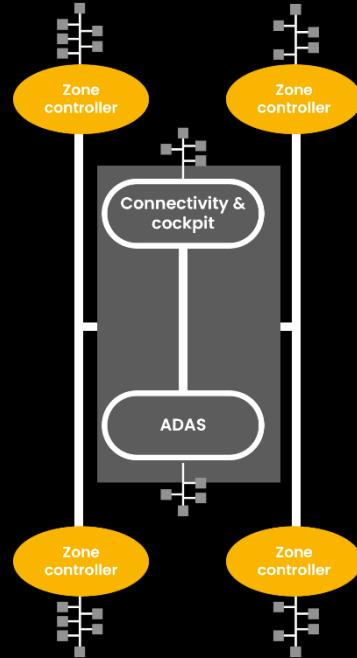 Zone
controller
Zone
controller
Connectivity &
cockpit
ADAS
Zone
controller
Zone
controller